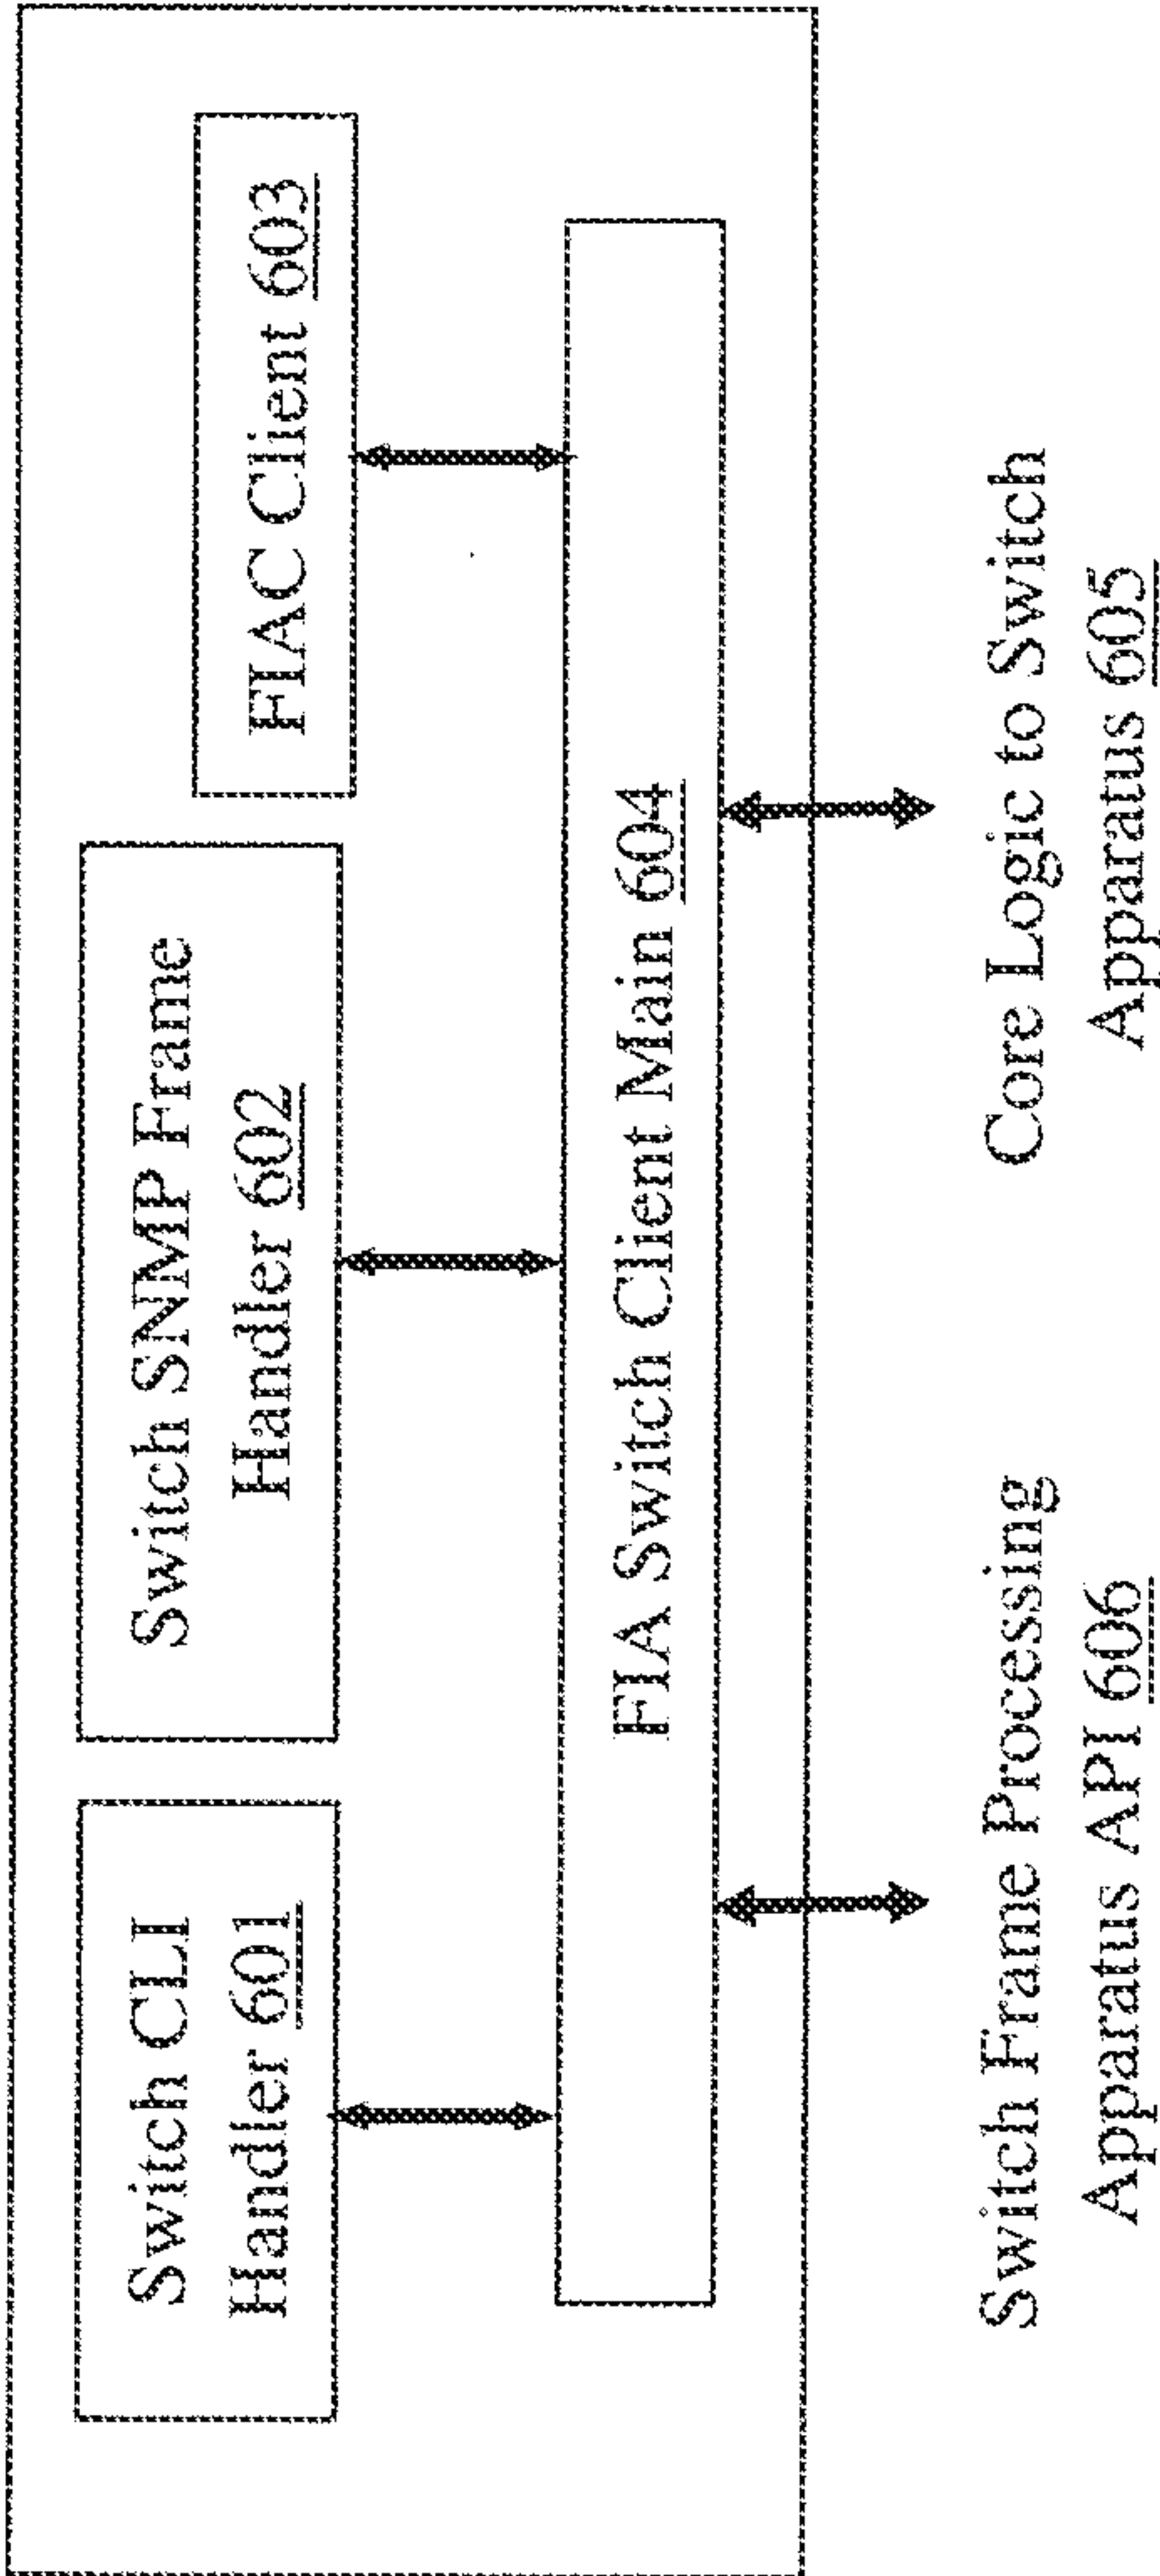 Switch CLI
Handler 601
Switch SNMP Frame
Handler 602
FIAC Client 603
FIA Switch Client Main 604
Switch Frame Processing
Apparatus API 606
Core Logic to Switch
Apparatus 605